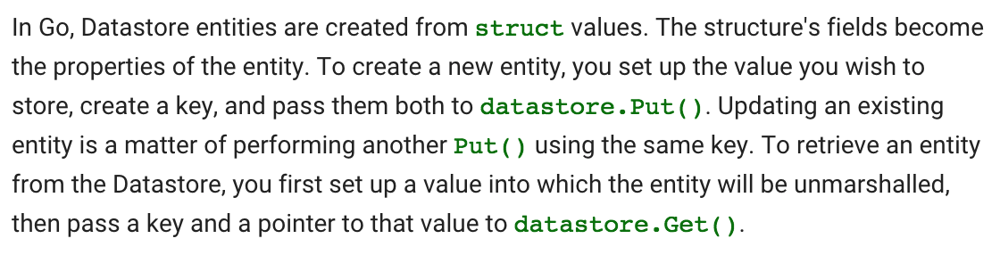 In Go, Datastore entities are created from struct values. The structure's fields become
the properties of the entity. To create a new entity, you set up the value you wish to
store, create a key, and pass them both to datastore.Put(). Updating an existing
entity is a matter of performing another Put() using the same key. To retrieve an entity
from the Datastore, you first set up a value into which the entity will be unmarshalled,
then pass a key and a pointer to that value to datastore.Get().